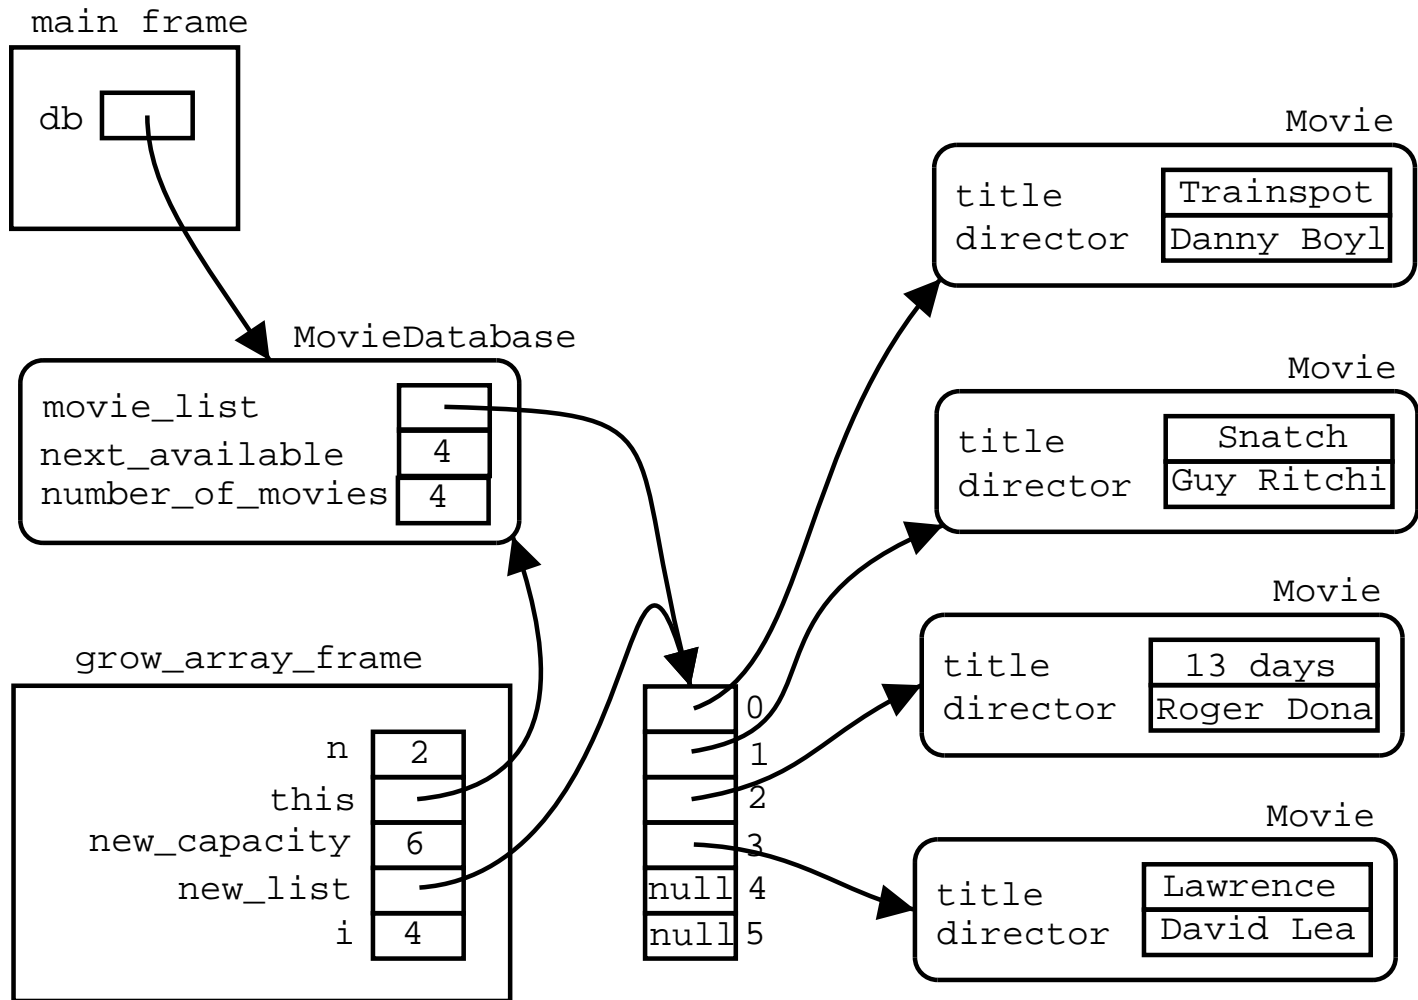 main frame
db
MovieDatabase
movie_list
next_available 4
number_of_movies 4
grow_array_frame
n 2
this
new_capacity 6
new_list
i 4
0
1
2
3
null 4
null 5
Movie
title Trainspot
director Danny Boyl
Movie
title Snatch
director Guy Ritchi
Movie
title 13 days
director Roger Dona
Movie
title Lawrence
director David Lea